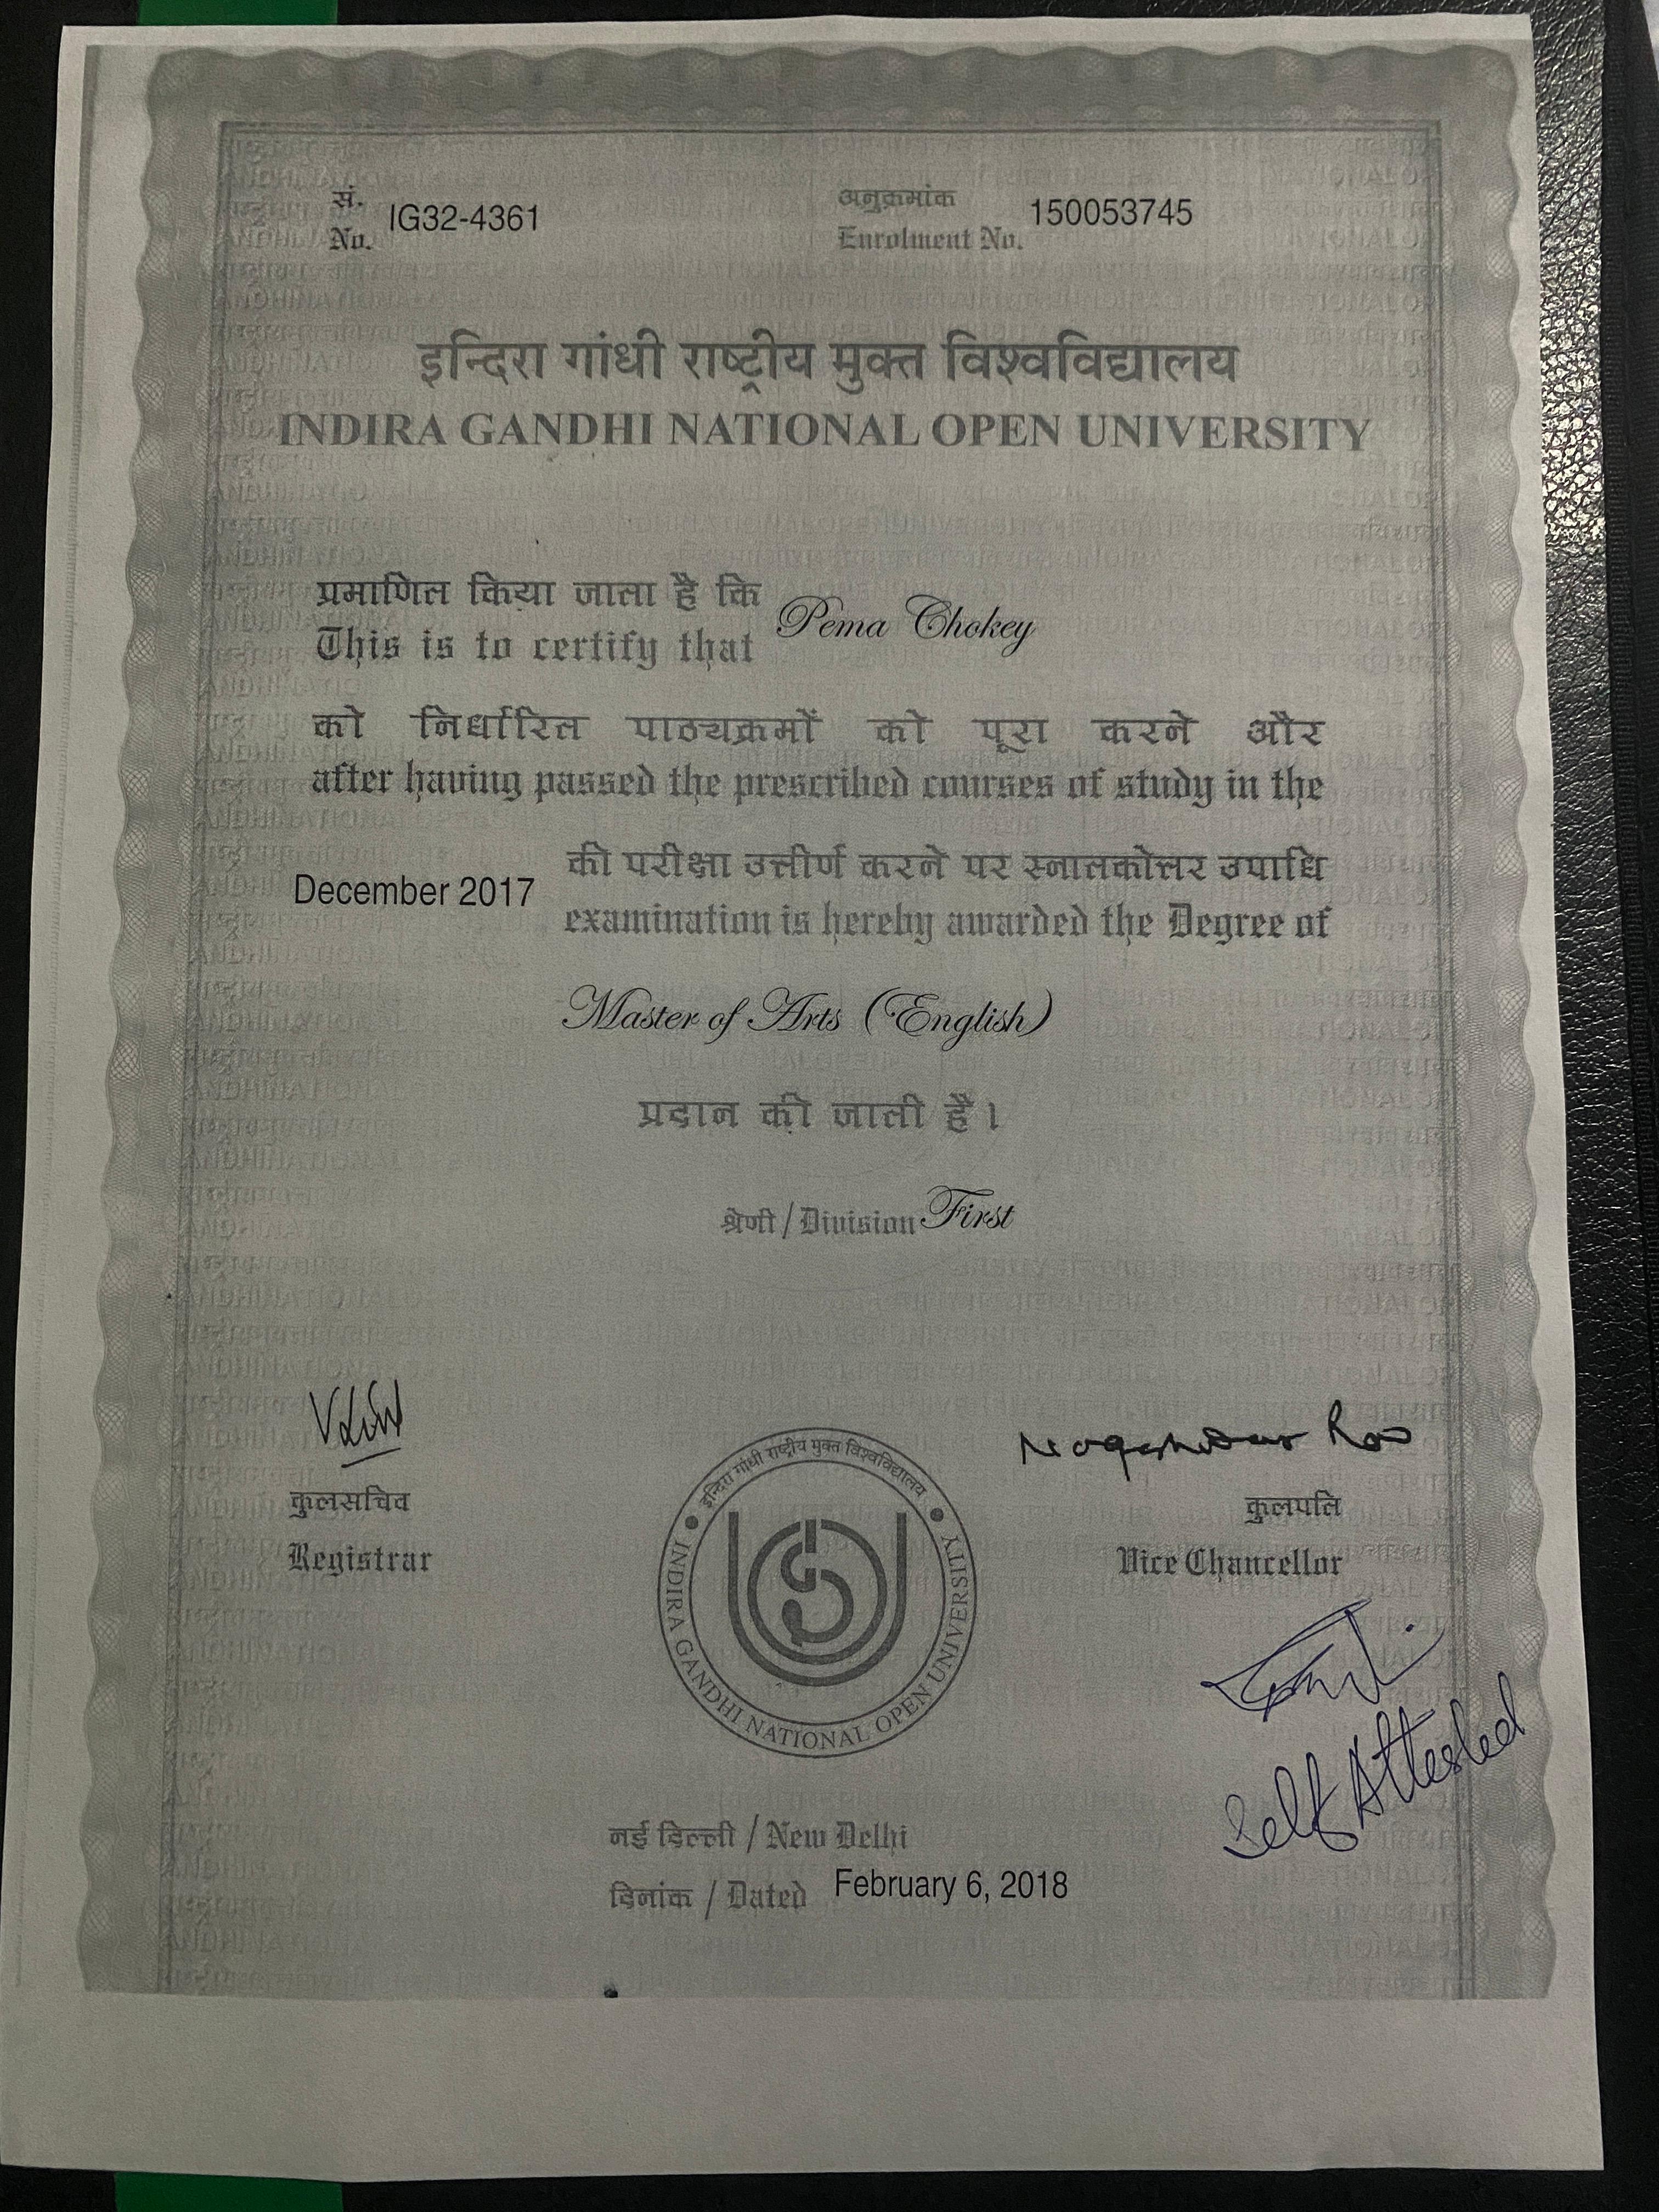 सं.
No. IG32-4361
अनुक्रमांक
Enrolment No. 150053745
इन्दिरा गांधी राष्ट्रीय मुक्त विश्वविद्यालय
INDIRA GANDHI NATIONAL OPEN UNIVERSITY
प्रमाणित किया जाता है कि
This is to certify that Pema Chokey
को निर्धारित पाठ्यक्रमों को पूरा करने और
after having passed the prescribed courses of study in the
December 2017 की परीक्षा उत्तीर्ण करने पर स्नातकोत्तर उपाधि
examination is hereby awarded the Degree of
Master of Arts (English)
प्रदान की जाती है।
श्रेणी / Division First
Nageshwar Rao
कुलसचिव
Registrar
कुलपति
Vice Chancellor
इन्दिरा गांधी राष्ट्रीय मुक्त विश्वविद्यालय
INDIRA GANDHI NATIONAL OPEN UNIVERSITY
Self Attested
नई दिल्ली / New Delhi
दिनांक / Dated February 6, 2018